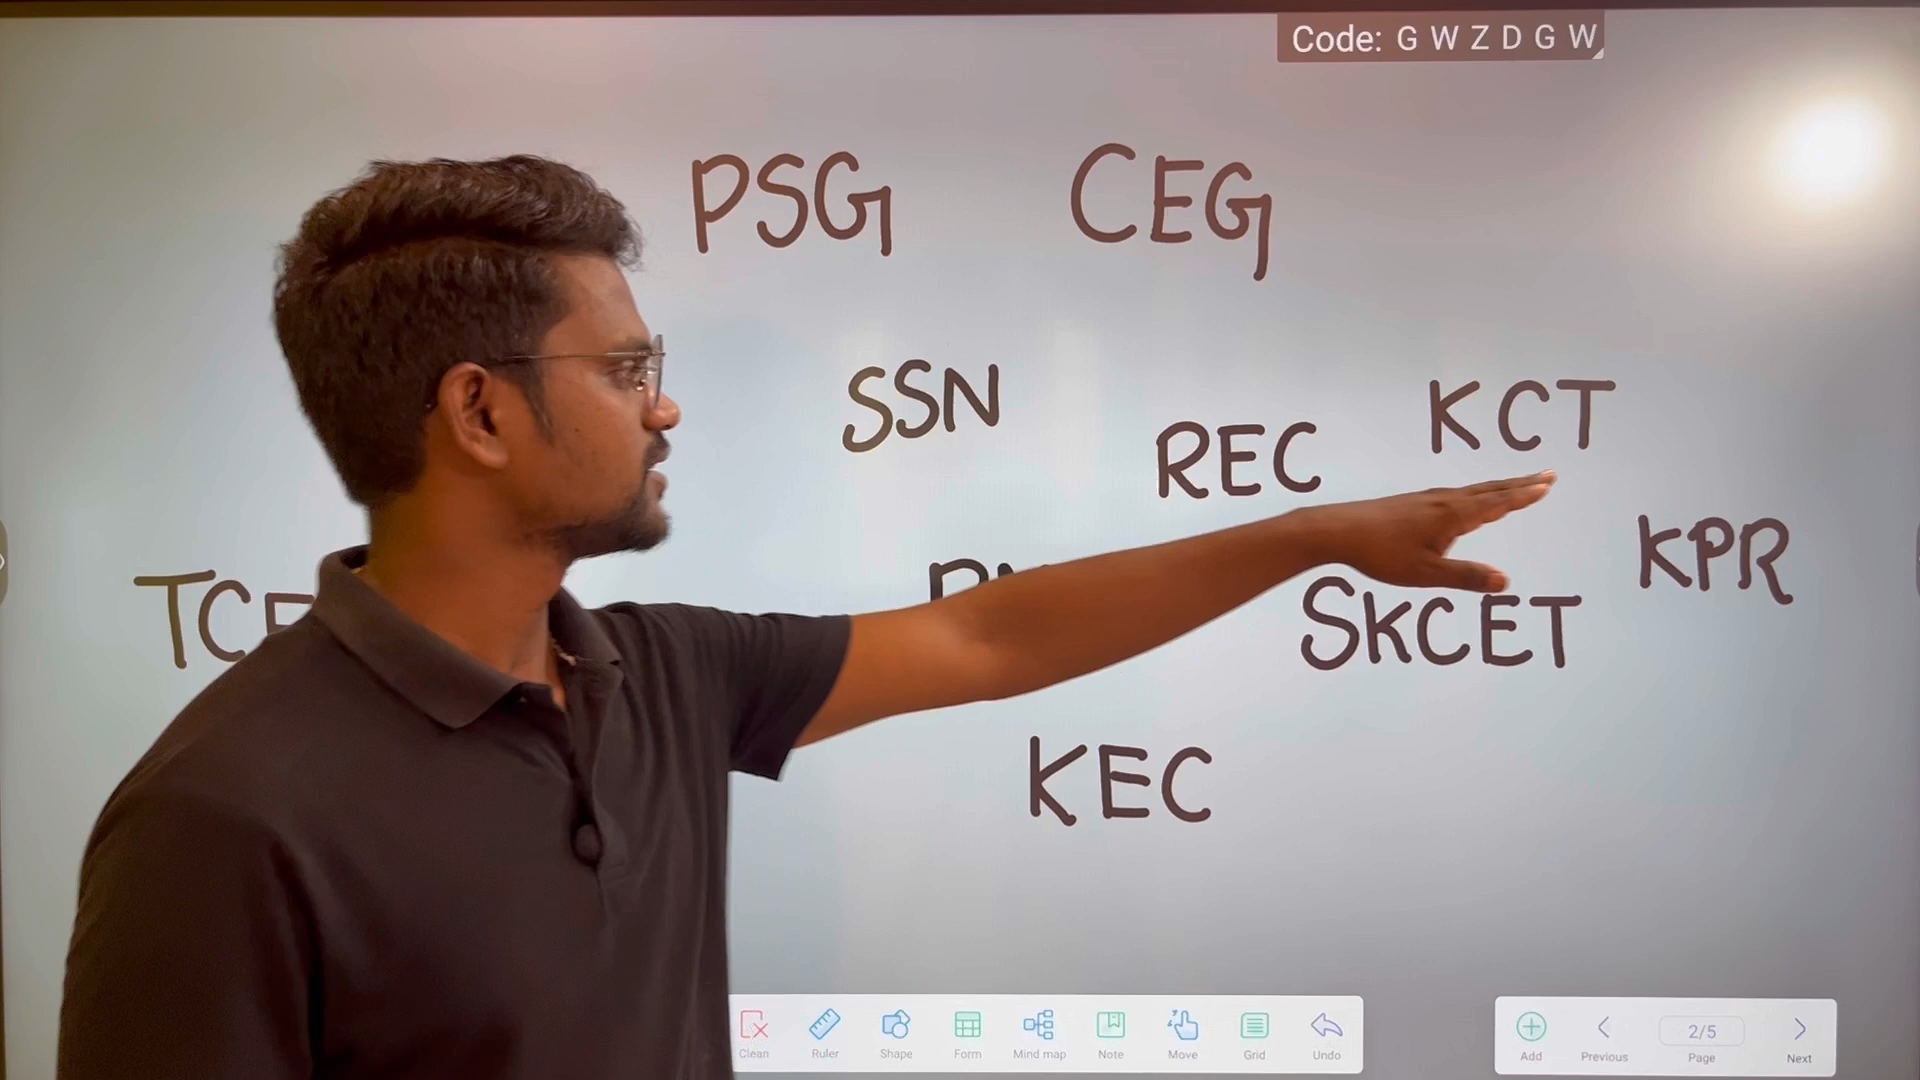 Code: G W Z D G W
PSG CEG
SSN
REC KCT
KPR
SKCET
KEC
Clean Ruler Shape Form Mind map Note Move Grid Undo
Add Previous 2/5 Page Next